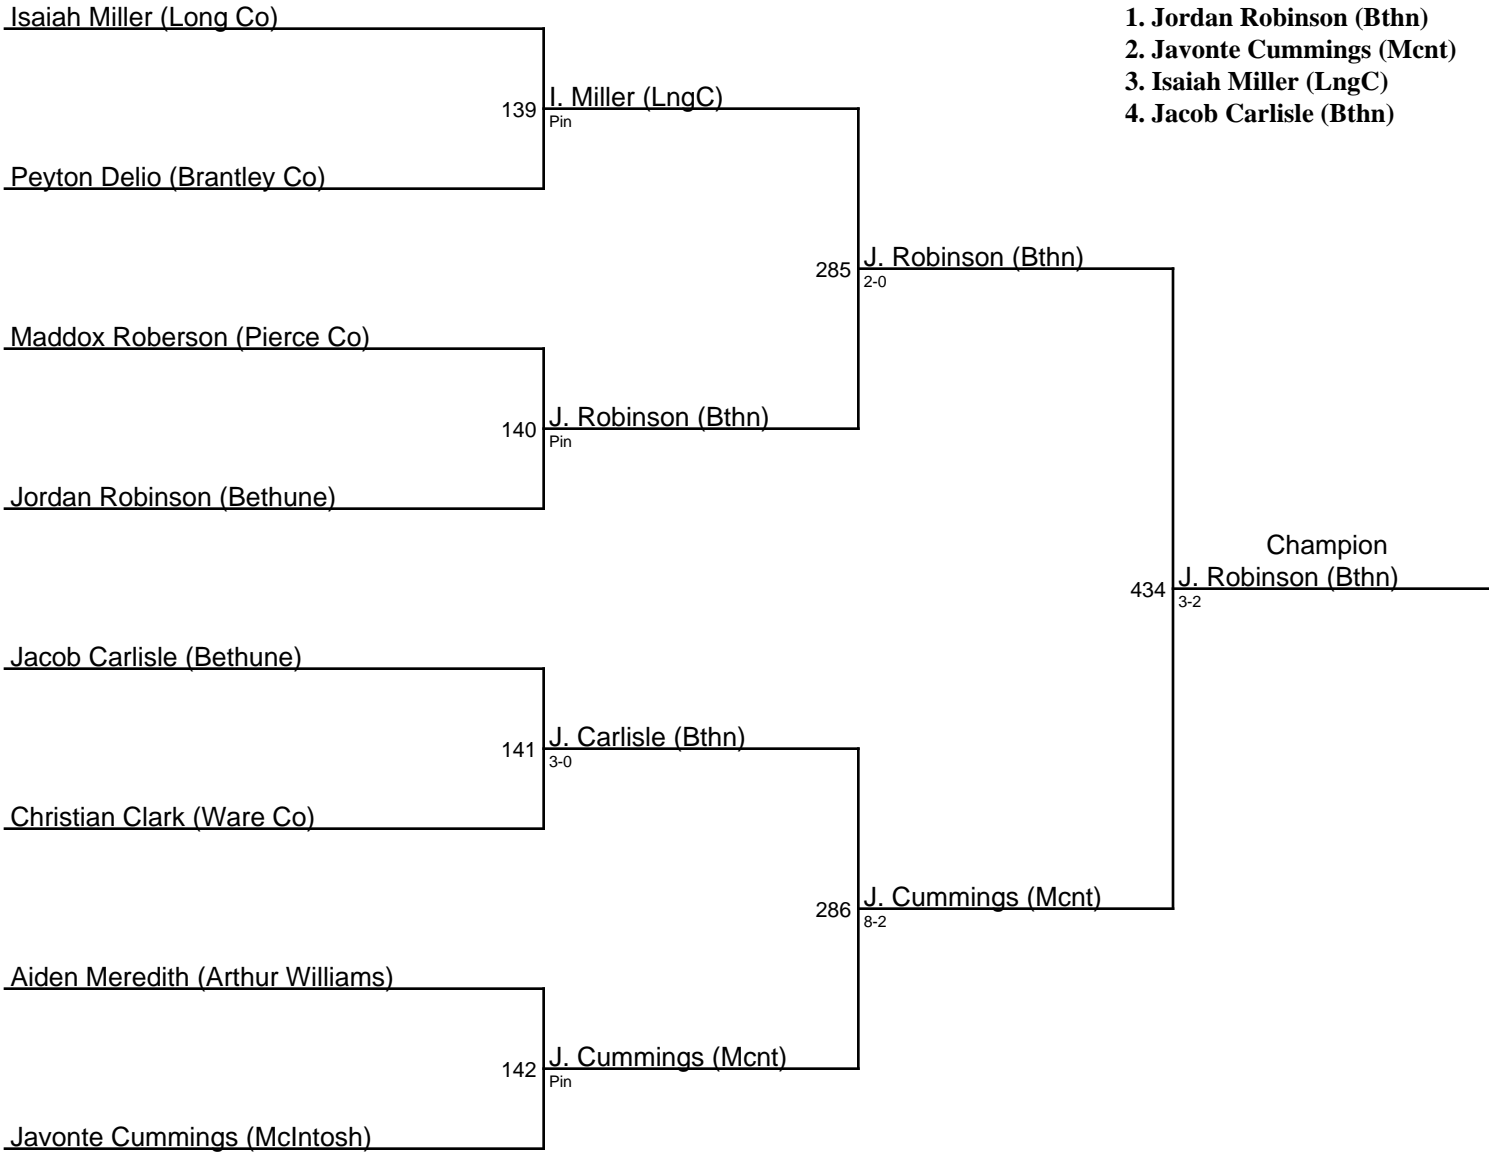 Isaiah Miller (Long Co)
1. Jordan Robinson (Bthn)
2. Javonte Cummings (Mcnt)
3. Isaiah Miller (LngC)
4. Jacob Carlisle (Bthn)
139
I. Miller (LngC)
Pin
Peyton Delio (Brantley Co)
285
J. Robinson (Bthn)
2-0
Maddox Roberson (Pierce Co)
140
J. Robinson (Bthn)
Pin
Jordan Robinson (Bethune)
Champion
434
J. Robinson (Bthn)
3-2
Jacob Carlisle (Bethune)
141
J. Carlisle (Bthn)
3-0
Christian Clark (Ware Co)
286
J. Cummings (Mcnt)
8-2
Aiden Meredith (Arthur Williams)
142
J. Cummings (Mcnt)
Pin
Javonte Cummings (McIntosh)